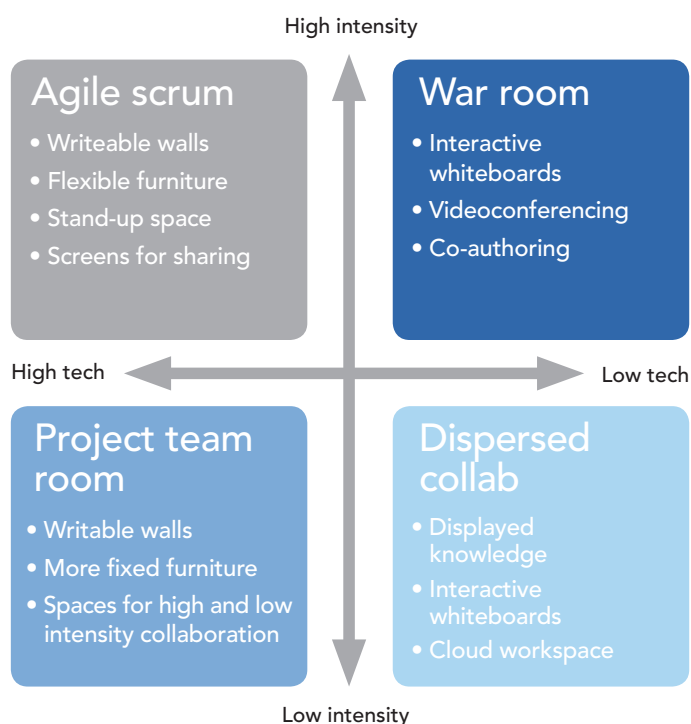 High intensity
Agile scrum
• Writeable walls
• Flexible furniture
• Stand-up space
• Screens for sharing
War room
• Interactive
whiteboards
• Videoconferencing
• Co-authoring
High tech
Low tech
Project team
room
• Writable walls
• More fixed furniture
• Spaces for high and low
intensity collaboration
Dispersed
collab
• Displayed
knowledge
• Interactive
whiteboards
• Cloud workspace
Low intensity